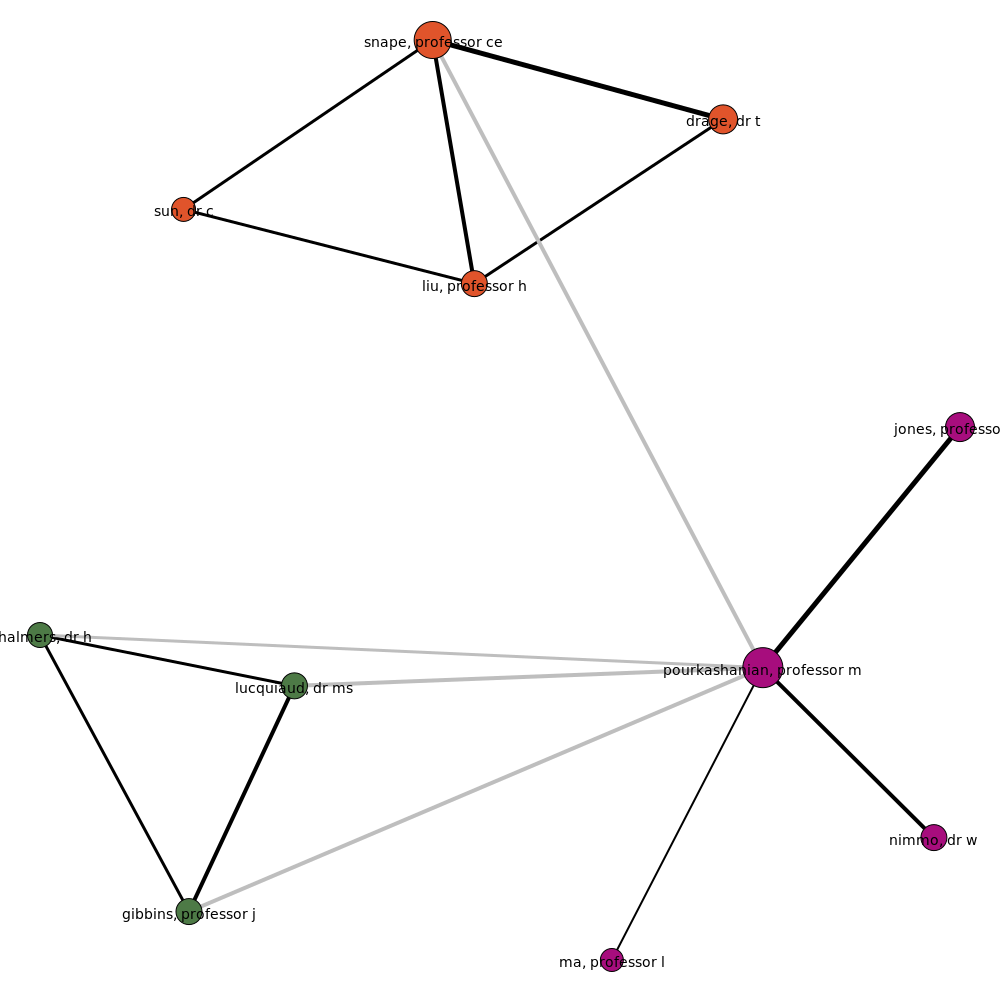 snape, professor ce
drage, dr t
sun, dr c
liu, professor h
jones, professo
halmers, dr h
pourkashanian, professor m
lucquiaud, dr ms
nimmo, dr w
gibbins, professor j
ma, professor l